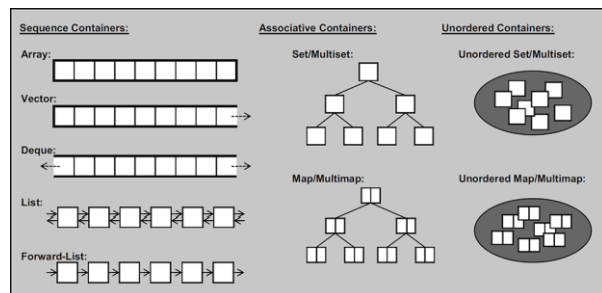 Sequence Containers:
Array:
Vector:
Deque:
List:
Forward-List:
Associative Containers:
Set/Multiset:
Map/Multimap:
Unordered Containers:
Unordered Set/Multiset:
Unordered Map/Multimap: